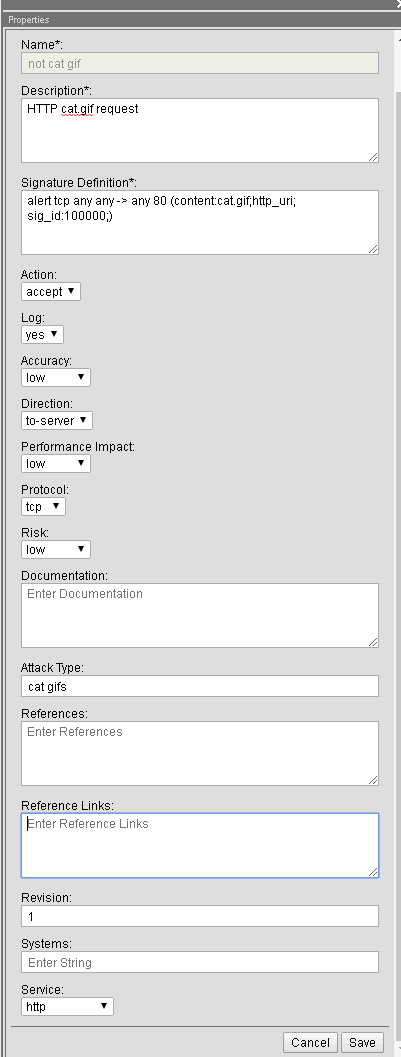 Properties
Name*:
not cat gif
Description*:
HTTP cat.gif request
Signature Definition*:
alert tcp any any -> any 80 (content:cat.gif;http_uri;
sig_id:100000;)
Action:
accept
Log:
yes
Accuracy:
low
Direction:
to-server
Performance Impact:
low
Protocol:
tcp
Risk:
low
Documentation:
Enter Documentation
Attack Type:
cat gifs
References:
Enter References
Reference Links:
Enter Reference Links
Revision:
1
Systems:
Enter String
Service:
http
Cancel Save